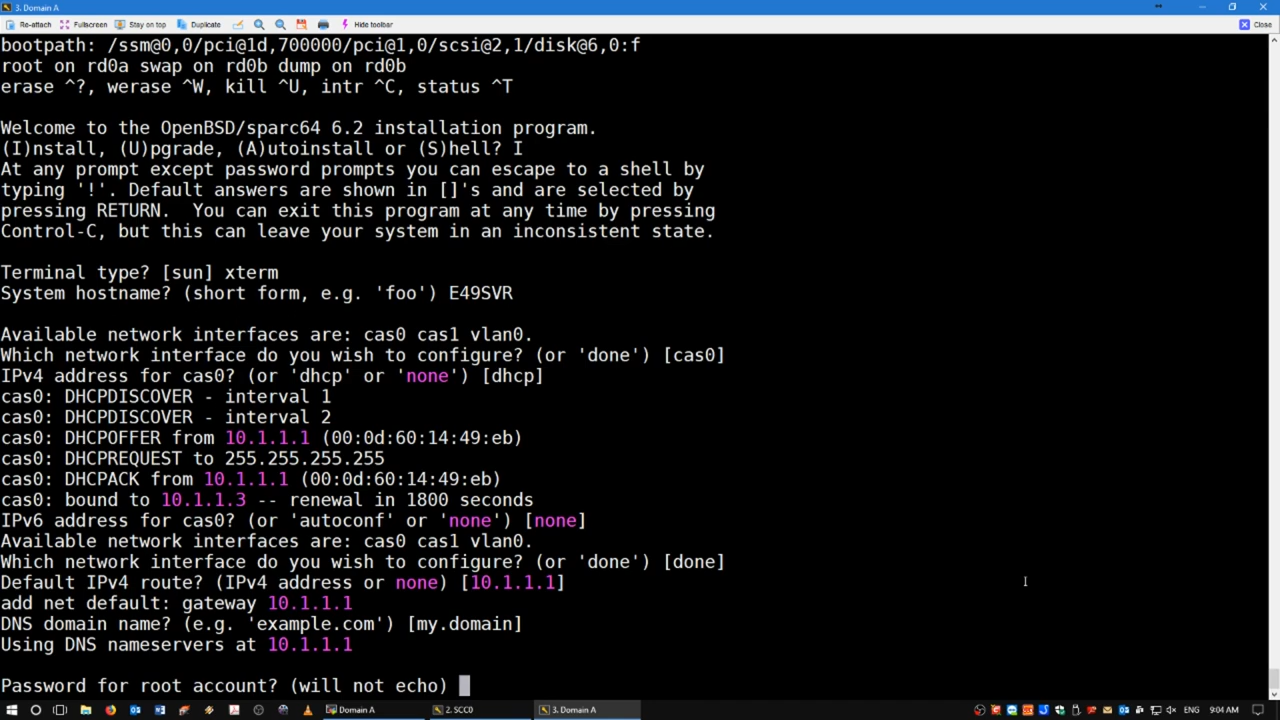 3. Domain A
Re-attach Fullscreen Stay on top Duplicate Hide toolbar Close
bootpath: /ssm@0,0/pci@1d,700000/pci@1,0/scsi@2,1/disk@6,0:f
root on rd0a swap on rd0b dump on rd0b
erase ^?, werase ^W, kill ^U, intr ^C, status ^T
Welcome to the OpenBSD/sparc64 6.2 installation program.
(I)nstall, (U)pgrade, (A)utoinstall or (S)hell? I
At any prompt except password prompts you can escape to a shell by
typing '!'. Default answers are shown in []'s and are selected by
pressing RETURN.  You can exit this program at any time by pressing
Control-C, but this can leave your system in an inconsistent state.
Terminal type? [sun] xterm
System hostname? (short form, e.g. 'foo') E49SVR
Available network interfaces are: cas0 cas1 vlan0.
Which network interface do you wish to configure? (or 'done') [cas0]
IPv4 address for cas0? (or 'dhcp' or 'none') [dhcp]
cas0: DHCPDISCOVER - interval 1
cas0: DHCPDISCOVER - interval 2
cas0: DHCPOFFER from 10.1.1.1 (00:0d:60:14:49:eb)
cas0: DHCPREQUEST to 255.255.255.255
cas0: DHCPACK from 10.1.1.1 (00:0d:60:14:49:eb)
cas0: bound to 10.1.1.3 -- renewal in 1800 seconds
IPv6 address for cas0? (or 'autoconf' or 'none') [none]
Available network interfaces are: cas0 cas1 vlan0.
Which network interface do you wish to configure? (or 'done') [done]
Default IPv4 route? (IPv4 address or none) [10.1.1.1]
add net default: gateway 10.1.1.1
DNS domain name? (e.g. 'example.com') [my.domain]
Using DNS nameservers at 10.1.1.1
Password for root account? (will not echo)
Domain A 2. SCC0 3. Domain A ENG 9:04 AM